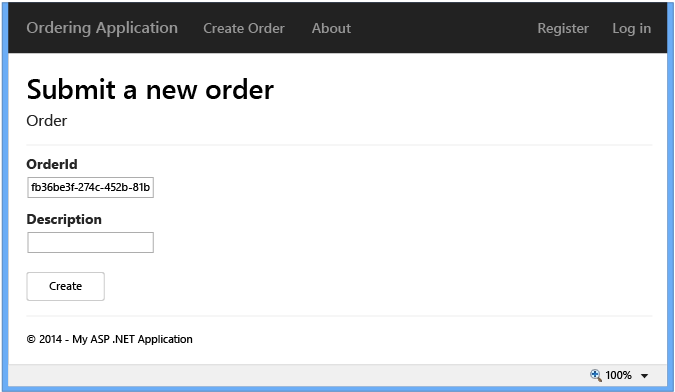 Ordering Application Create Order About Register Log in
Submit a new order
Order
OrderId
fb36be3f-274c-452b-81b
Description
Create
© 2014 - My ASP .NET Application
100%